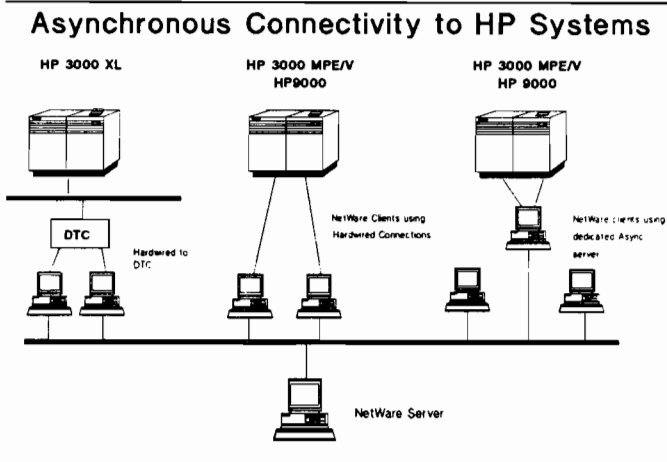 Asynchronous Connectivity to HP Systems
HP 3000 XL
HP 3000 MPE/V
HP9000
HP 3000 MPE/V
HP 9000
DTC
Hardwired to
DTC
NetWare Clients using
Hardwired Connections
NetWare clients using
dedicated Async
server
NetWare Server